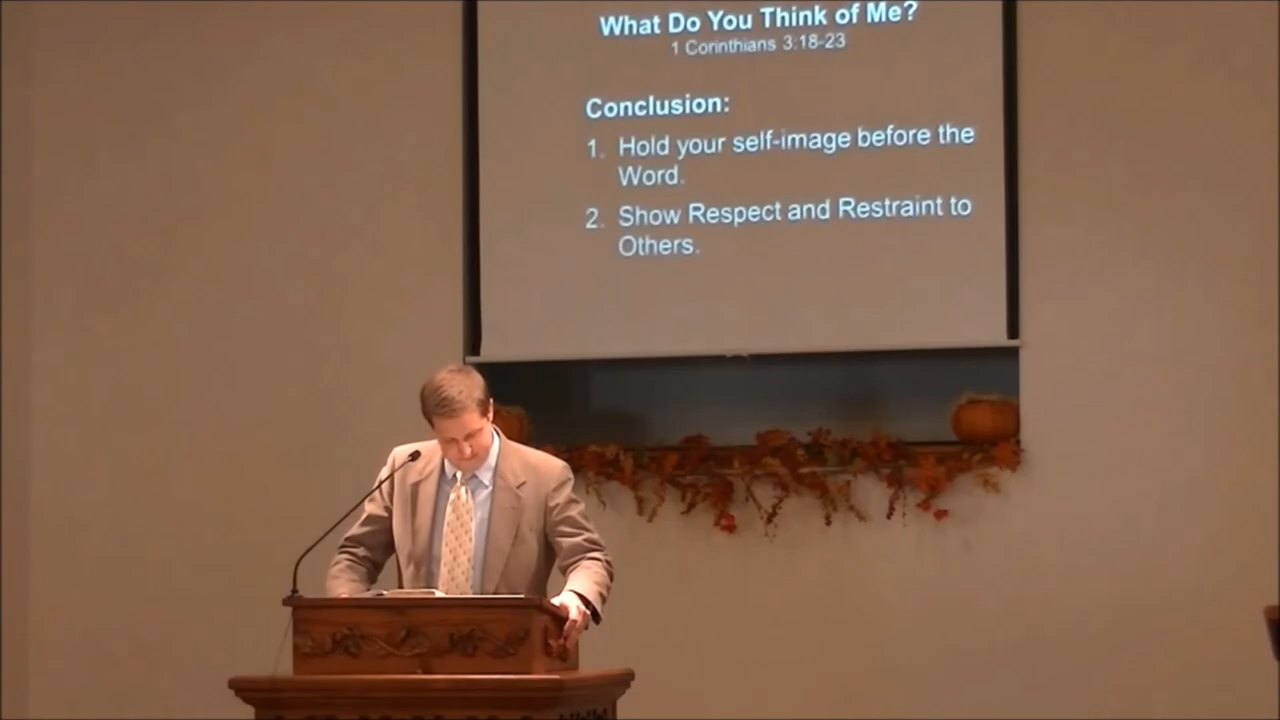 What Do You Think of Me?
1 Corinthians 3:18-23
Conclusion:
1. Hold your self-image before the
Word.
2. Show Respect and Restraint to
Others.